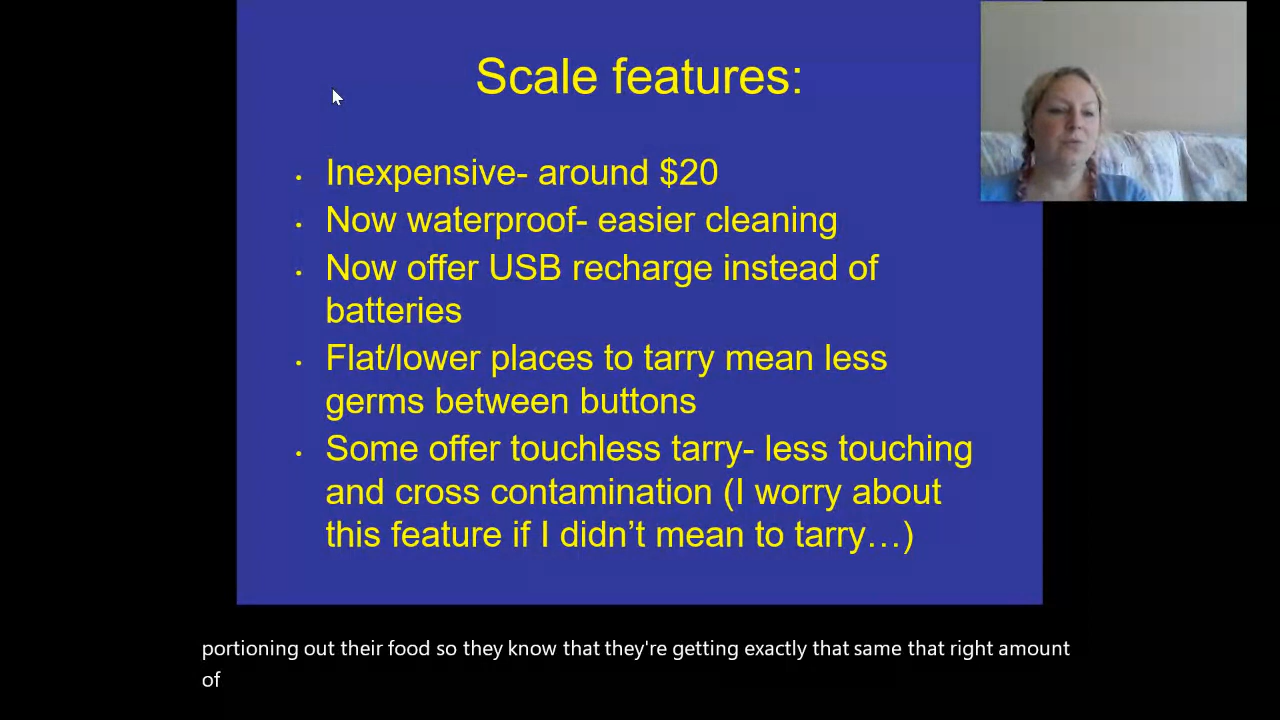 Scale features:
• Inexpensive- around $20
• Now waterproof- easier cleaning
• Now offer USB recharge instead of
batteries
• Flat/lower places to tarry mean less
germs between buttons
• Some offer touchless tarry- less touching
and cross contamination (I worry about
this feature if I didn’t mean to tarry…)
portioning out their food so they know that they're getting exactly that same that right amount
of